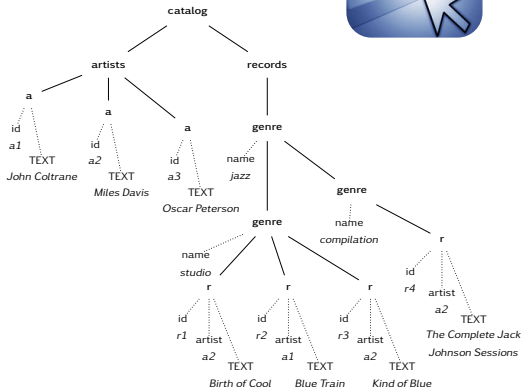 catalog
artists records
a
a
a
genre
id
a1
TEXT
John Coltrane
id
a2
TEXT
Miles Davis
id
a3
TEXT
Oscar Peterson
name
jazz
genre
genre
name
compilation
name
studio
r
r
r
r
id
r4
artist
a2
TEXT
The Complete Jack
Johnson Sessions
id
r1
artist
a2
TEXT
Birth of Cool
id
r2
artist
a1
TEXT
Blue Train
id
r3
artist
a2
TEXT
Kind of Blue